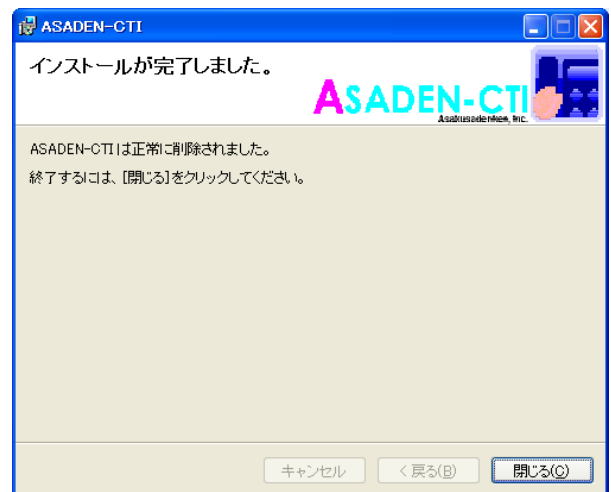 ASADEN-CTI
インストールが完了しました。
ASADEN-CTI
Asakusadenken, Inc.
ASADEN-CTIは正常に削除されました。
終了するには、[閉じる]をクリックしてください。
キャンセル
< 戻る(B)
閉じる(C)